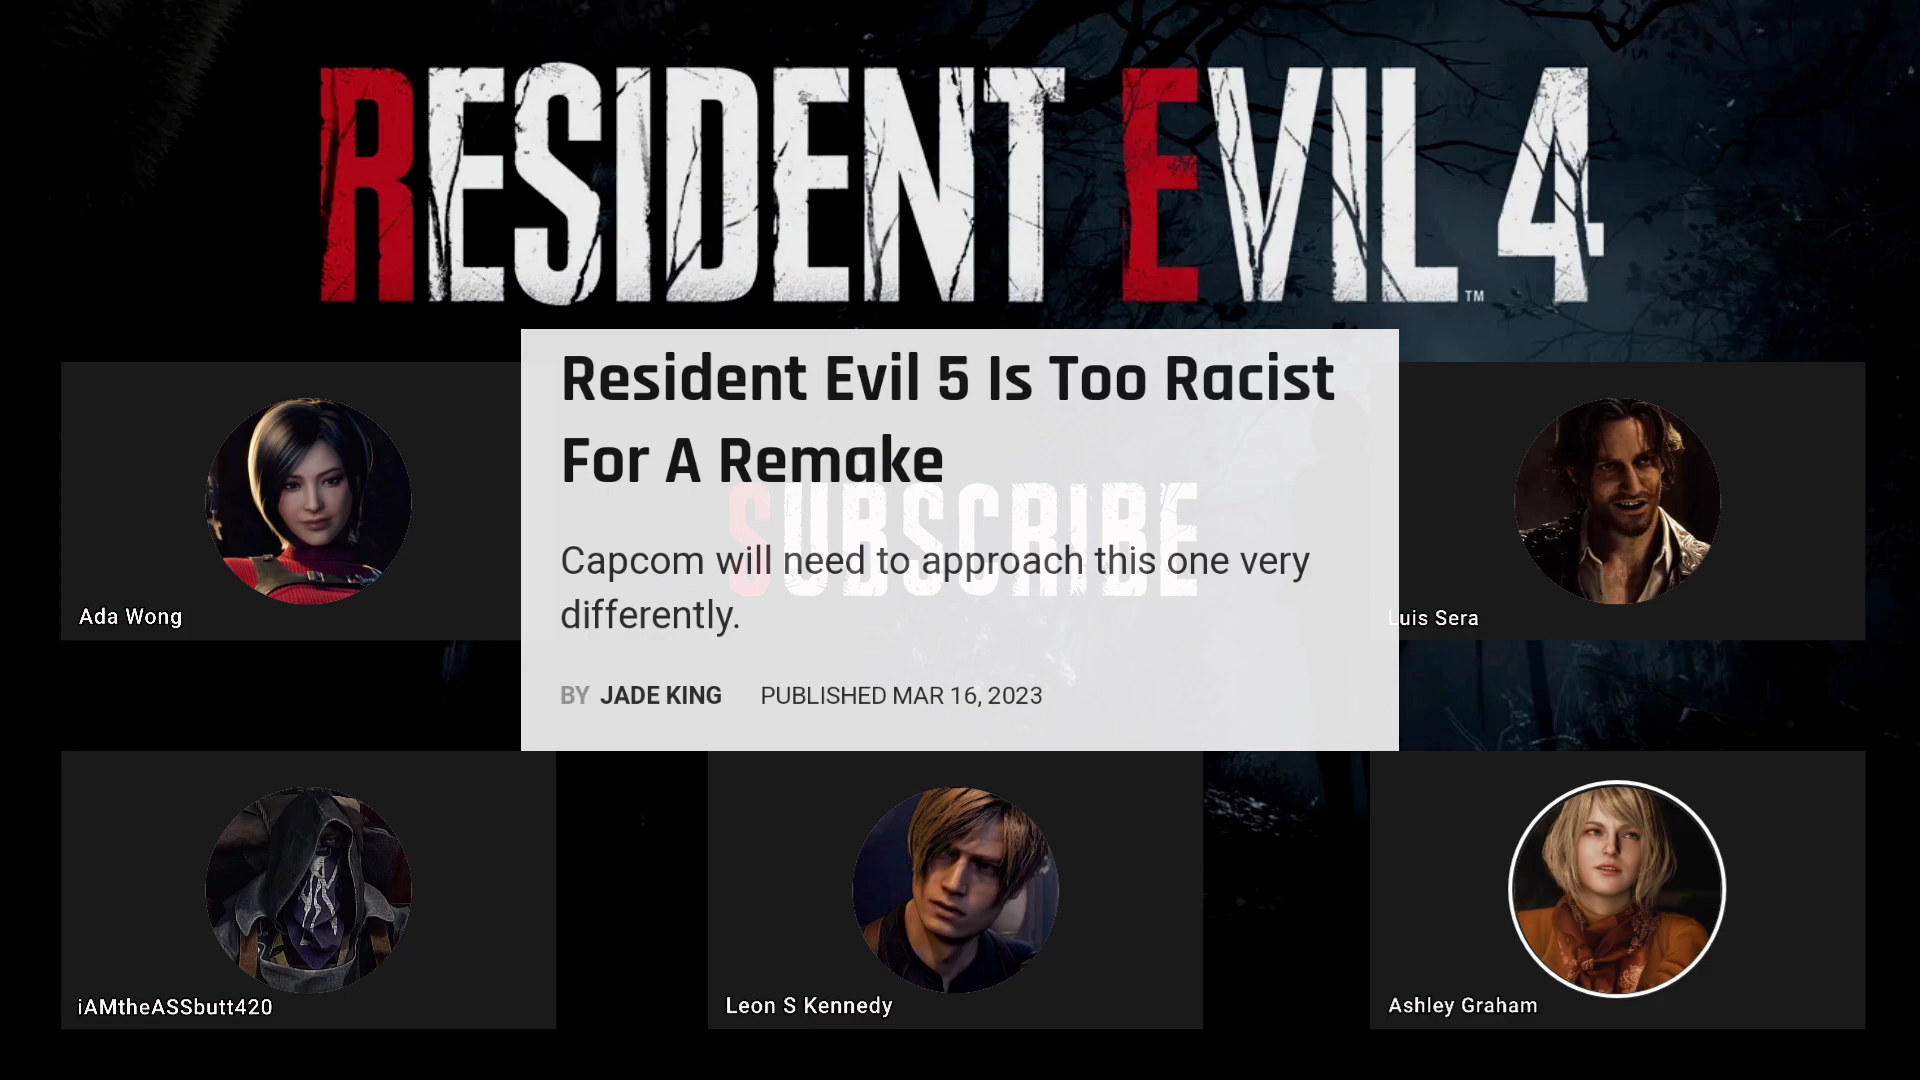 RESIDENT EVIL 4
TM
Resident Evil 5 Is Too Racist
For A Remake
SUBSCRIBE
Capcom will need to approach this one very
differently.
BY JADE KING PUBLISHED MAR 16, 2023
Ada Wong
Luis Sera
iAMtheASSbutt420
Leon S Kennedy
Ashley Graham